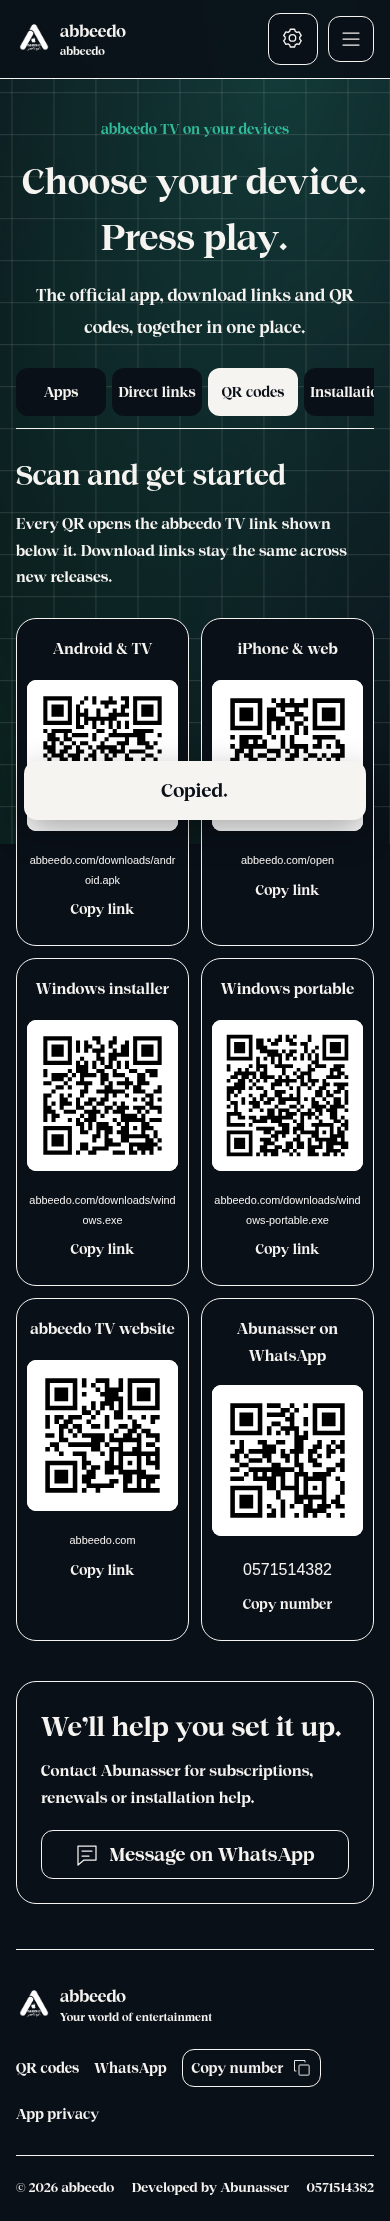 abbeedo
abbeedo
abbeedo TV on your devices
Choose your device.
Press play.
The official app, download links and QR
codes, together in one place.
Apps
Direct links
QR codes
Installatio
Scan and get started
Every QR opens the abbeedo TV link shown
below it. Download links stay the same across
new releases.
Android & TV
iPhone & web
Copied.
abbeedo.com/downloads/andr
oid.apk
Copy link
abbeedo.com/open
Copy link
Windows installer
Windows portable
abbeedo.com/downloads/wind
ows.exe
Copy link
abbeedo.com/downloads/wind
ows-portable.exe
Copy link
abbeedo TV website
Abunasser on
WhatsApp
abbeedo.com
Copy link
0571514382
Copy number
We’ll help you set it up.
Contact Abunasser for subscriptions,
renewals or installation help.
Message on WhatsApp
abbeedo
Your world of entertainment
QR codes
WhatsApp
Copy number
App privacy
© 2026 abbeedo
Developed by Abunasser
0571514382